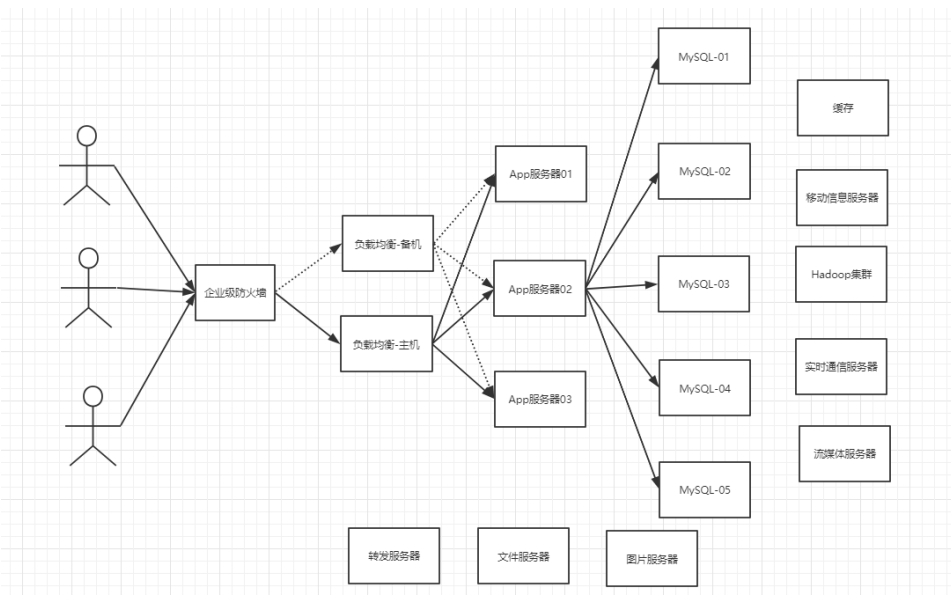 企业级防火墙
负载均衡-备机
负载均衡-主机
App服务器01
App服务器02
App服务器03
MySQL-01
MySQL-02
MySQL-03
MySQL-04
MySQL-05
缓存
移动信息服务器
Hadoop集群
实时通信服务器
流媒体服务器
转发服务器
文件服务器
图片服务器